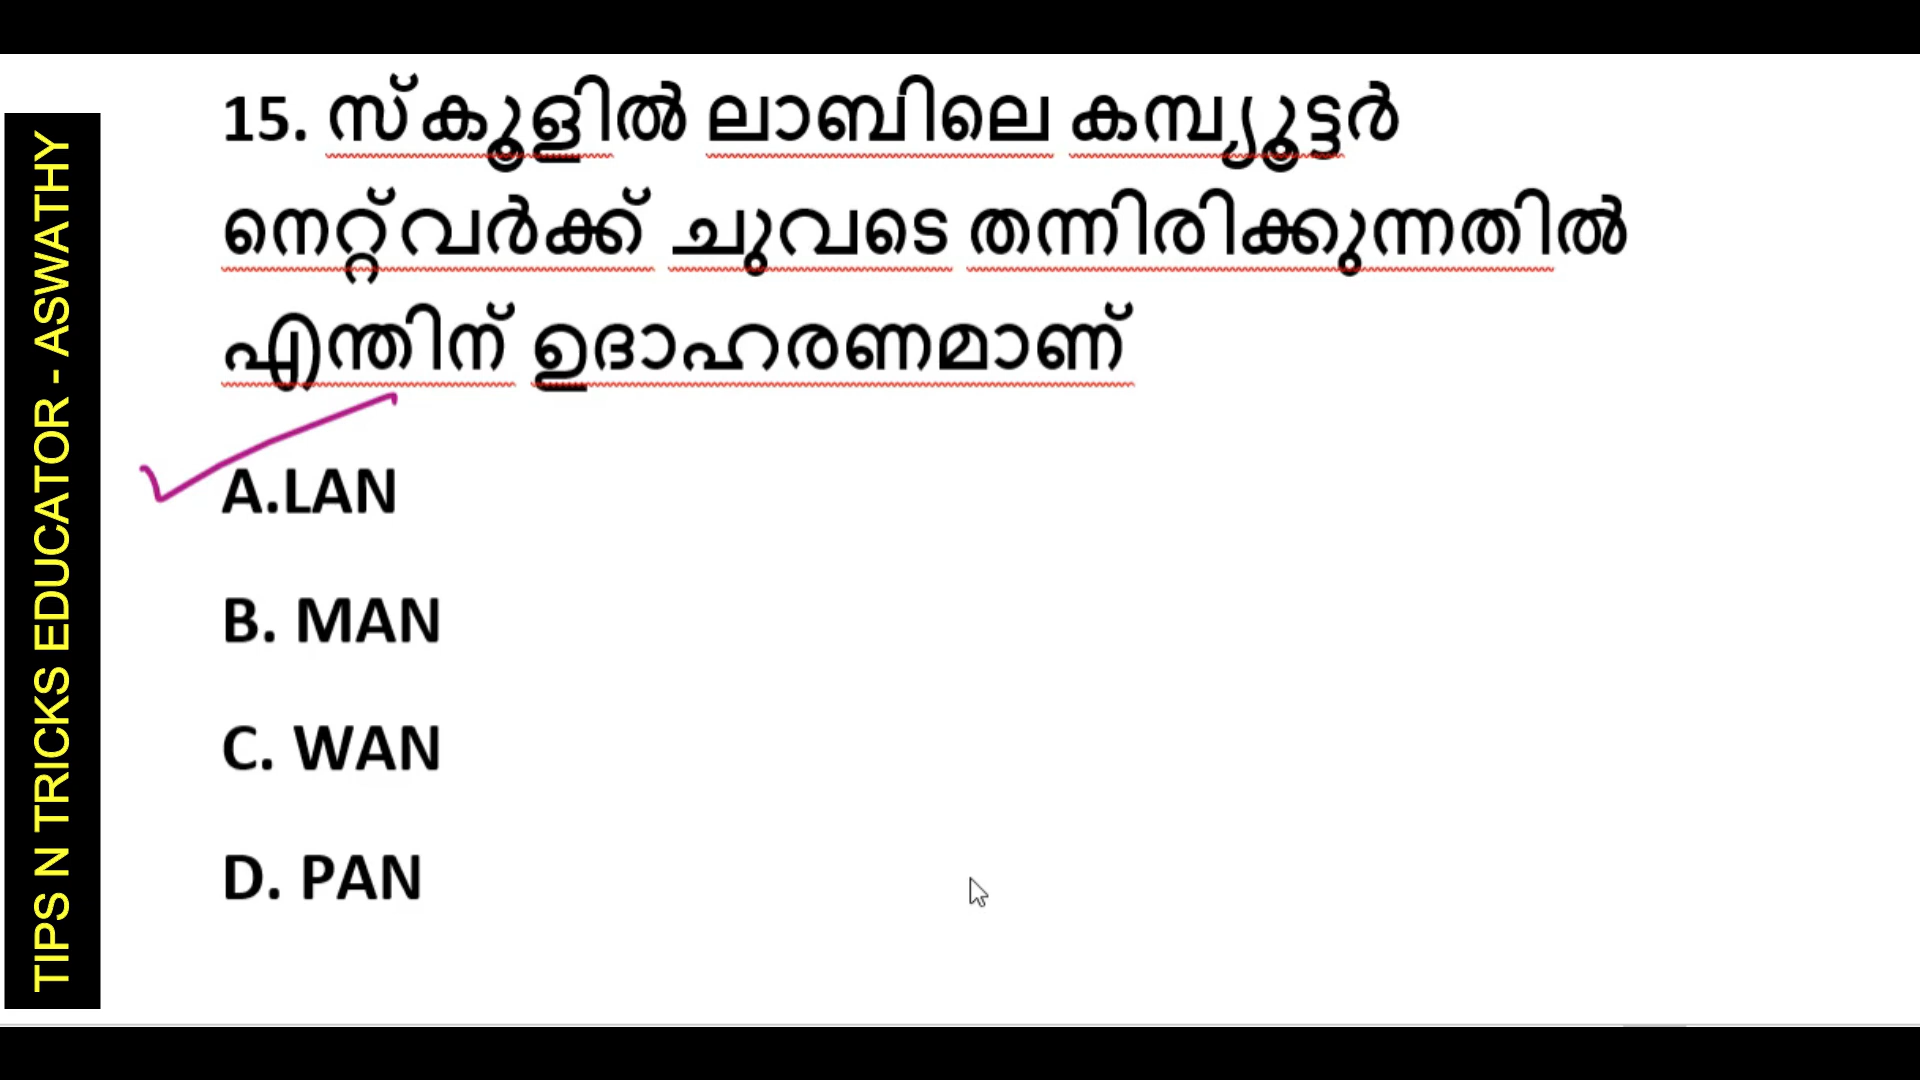 15. സ്കൂളിൽ ലാബിലെ കമ്പ്യൂട്ടർ
നെറ്റ്‌വർക്ക് ചുവടെ തന്നിരിക്കുന്നതിൽ
എന്തിന് ഉദാഹരണമാണ്
A.LAN
B. MAN
C. WAN
D. PAN
TIPS N TRICKS EDUCATOR - ASWATHY